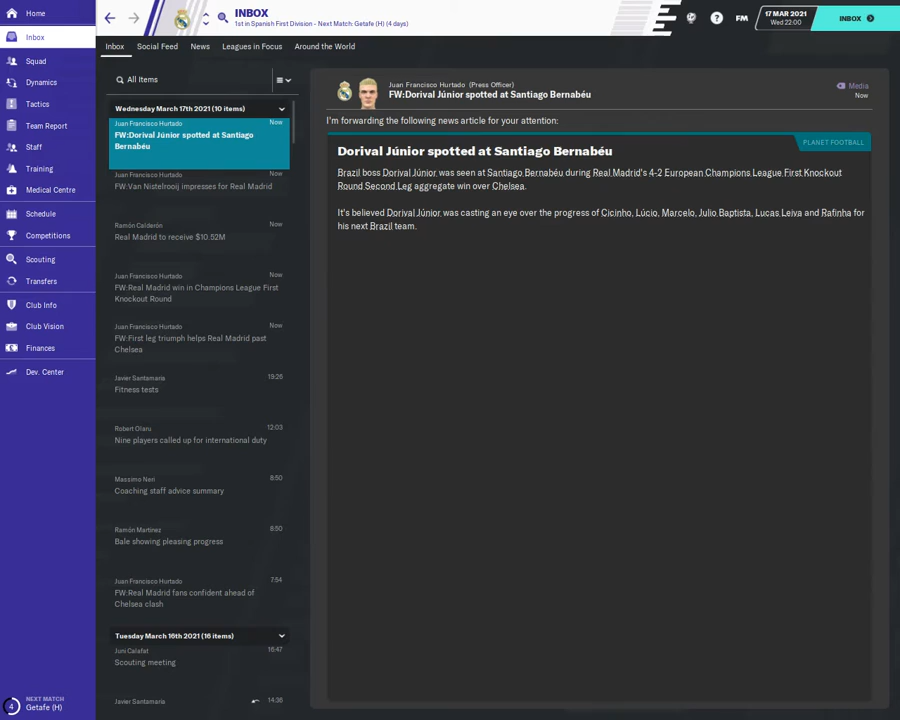 Home
Inbox
Squad
Dynamics
Tactics
Team Report
Staff
Training
Medical Centre
Schedule
Competitions
Scouting
Transfers
Club Info
Club Vision
Finances
Dev. Center
4
NEXT MATCH
Getafe (H)
INBOX
1st in Spanish First Division - Next Match: Getafe (H) (4 days)
?
FM
17 MAR 2021
Wed 22:00
INBOX
Inbox
Social Feed
News
Leagues in Focus
Around the World
All Items
Wednesday March 17th 2021 (10 items)
Juan Francisco Hurtado Now
FW:Dorival Júnior spotted at Santiago
Bernabéu
Juan Francisco Hurtado Now
FW:Van Nistelrooij impresses for Real Madrid
Ramón Calderón Now
Real Madrid to receive $10.52M
Juan Francisco Hurtado Now
FW:Real Madrid win in Champions League First
Knockout Round
Juan Francisco Hurtado Now
FW:First leg triumph helps Real Madrid past
Chelsea
Javier Santamaría 19:26
Fitness tests
Robert Olaru 12:03
Nine players called up for international duty
Massimo Neri 8:50
Coaching staff advice summary
Ramón Martínez 8:50
Bale showing pleasing progress
Juan Francisco Hurtado 7:54
FW:Real Madrid fans confident ahead of
Chelsea clash
Tuesday March 16th 2021 (16 items)
Juni Calafat 16:47
Scouting meeting
Javier Santamaría 14:36
Juan Francisco Hurtado (Press Officer)
FW:Dorival Júnior spotted at Santiago Bernabéu
Media
Now
I'm forwarding the following news article for your attention:
PLANET FOOTBALL
Dorival Júnior spotted at Santiago Bernabéu
Brazil boss Dorival Júnior was seen at Santiago Bernabéu during Real Madrid's 4-2 European Champions League First Knockout
Round Second Leg aggregate win over Chelsea.
It's believed Dorival Júnior was casting an eye over the progress of Cicinho, Lúcio, Marcelo, Julio Baptista, Lucas Leiva and Rafinha for
his next Brazil team.